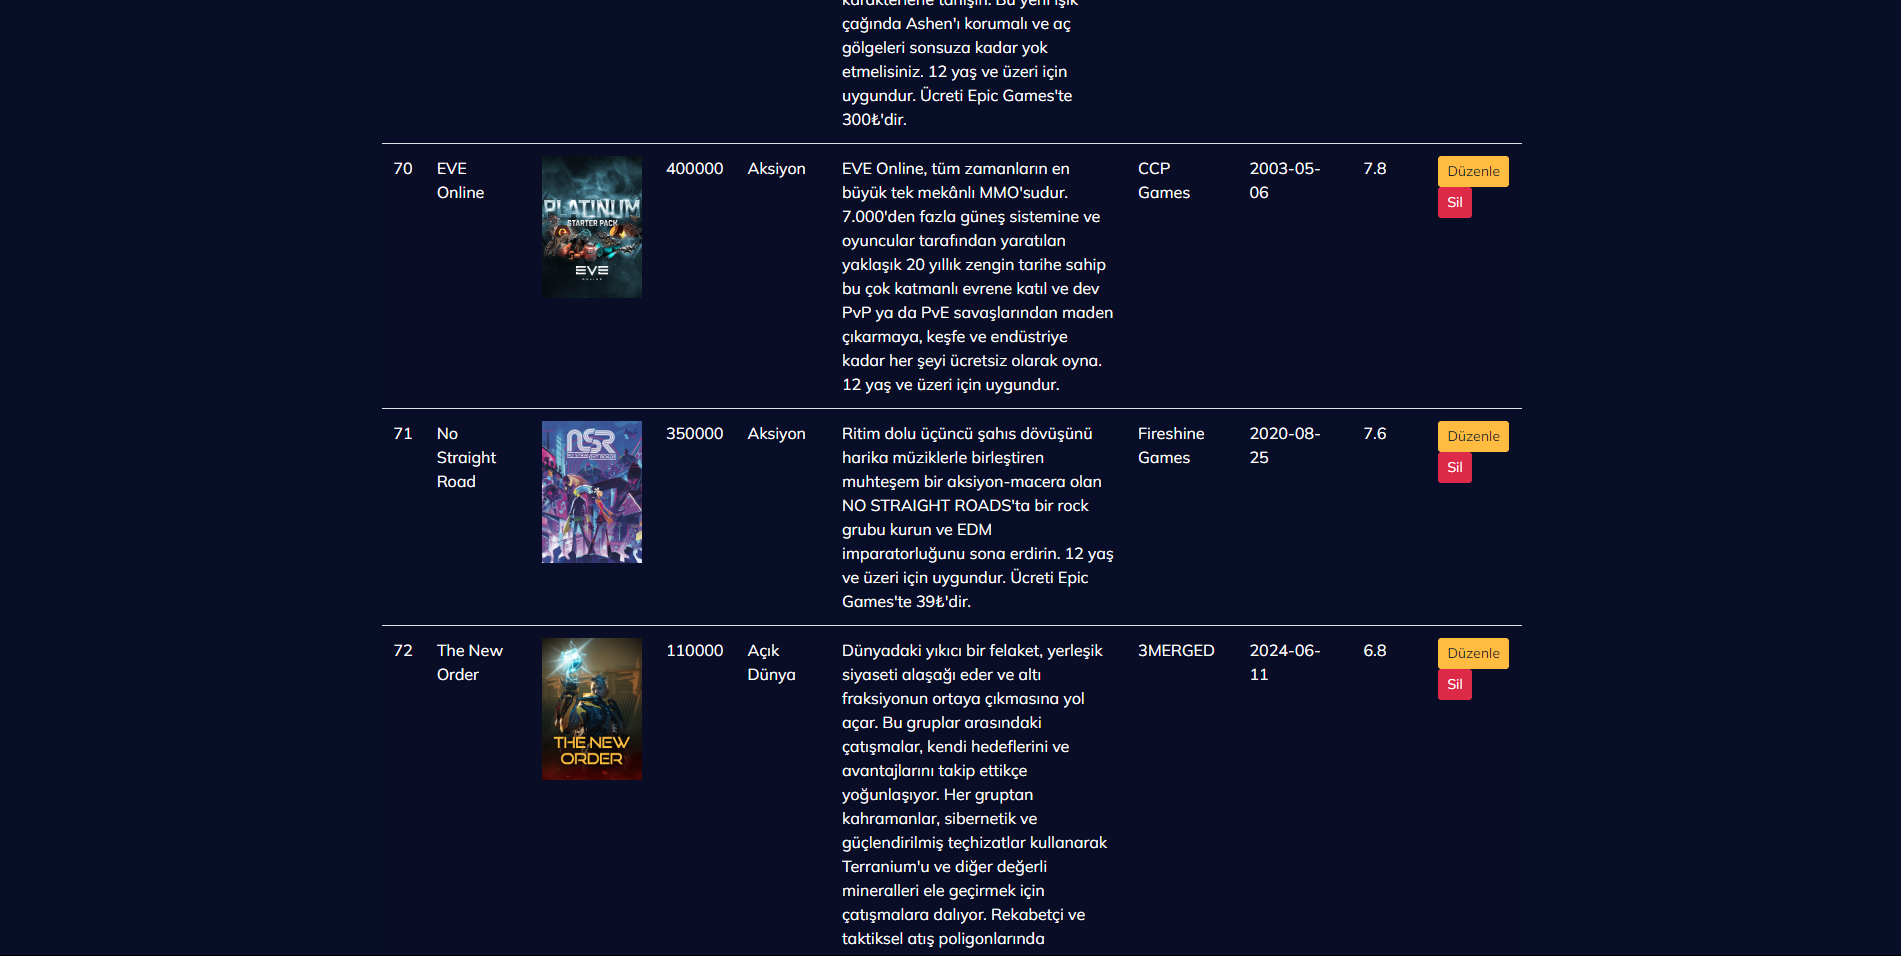 karakterlerle tanışın. Bu yeni ışık
çağında Ashen'ı korumalı ve aç
gölgeleri sonsuza kadar yok
etmelisiniz. 12 yaş ve üzeri için
uygundur. Ücreti Epic Games'te
300₺'dir.
70
EVE
Online
PLATINUM
STARTER PACK
EVE
ONLINE
400000
Aksiyon
EVE Online, tüm zamanların en
büyük tek mekânlı MMO'sudur.
7.000'den fazla güneş sistemine ve
oyuncular tarafından yaratılan
yaklaşık 20 yıllık zengin tarihe sahip
bu çok katmanlı evrene katıl ve dev
PvP ya da PvE savaşlarından maden
çıkarmaya, keşfe ve endüstriye
kadar her şeyi ücretsiz olarak oyna.
12 yaş ve üzeri için uygundur.
CCP
Games
2003-05-
06
7.8
Düzenle
Sil
71
No
Straight
Road
NSR
NO STRAIGHT ROADS
350000
Aksiyon
Ritim dolu üçüncü şahıs dövüşünü
harika müziklerle birleştiren
muhteşem bir aksiyon-macera olan
NO STRAIGHT ROADS'ta bir rock
grubu kurun ve EDM
imparatorluğunu sona erdirin. 12 yaş
ve üzeri için uygundur. Ücreti Epic
Games'te 39₺'dir.
Fireshine
Games
2020-08-
25
7.6
Düzenle
Sil
72
The New
Order
THE NEW
ORDER
110000
Açık
Dünya
Dünyadaki yıkıcı bir felaket, yerleşik
siyaseti alaşağı eder ve altı
fraksiyonun ortaya çıkmasına yol
açar. Bu gruplar arasındaki
çatışmalar, kendi hedeflerini ve
avantajlarını takip ettikçe
yoğunlaşıyor. Her gruptan
kahramanlar, sibernetik ve
güçlendirilmiş teçhizatlar kullanarak
Terranium'u ve diğer değerli
mineralleri ele geçirmek için
çatışmalara dalıyor. Rekabetçi ve
taktiksel atış poligonlarında
3MERGED
2024-06-
11
6.8
Düzenle
Sil